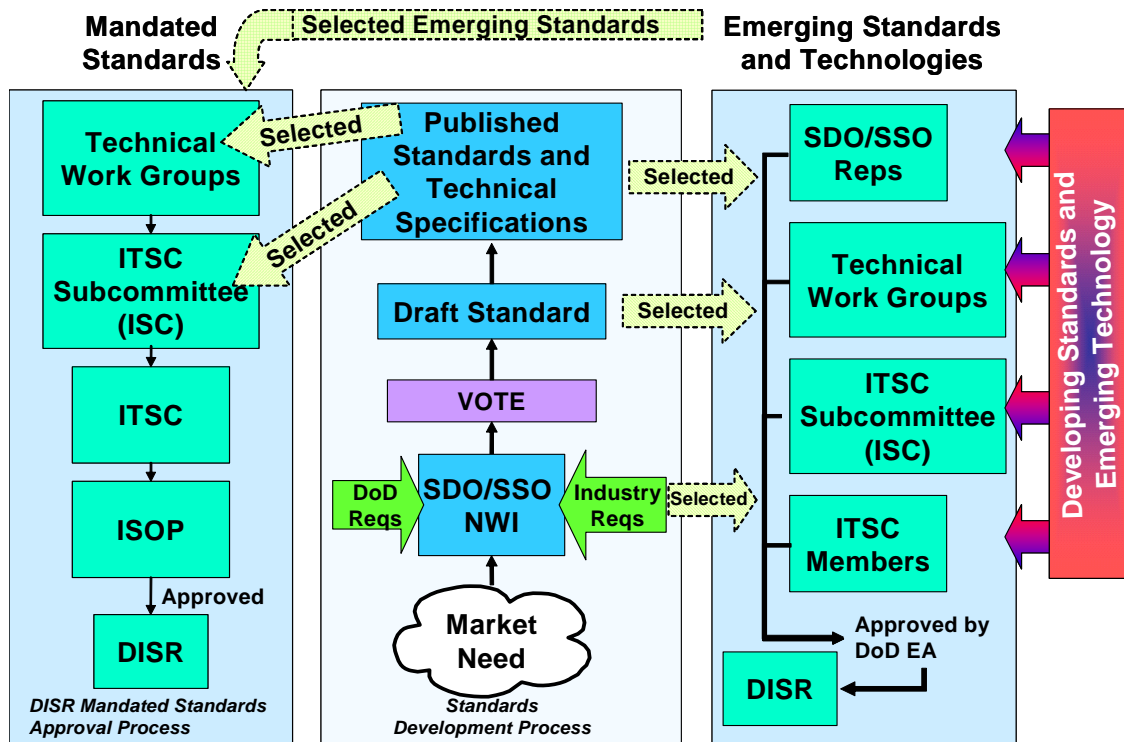 Mandated
Standards
Selected Emerging Standards
Emerging Standards
and Technologies
Technical
Work Groups
ITSC
Subcommittee
(ISC)
ITSC
ISOP
Approved
DISR
DISR Mandated Standards
Approval Process
Selected
Selected
Published
Standards and
Technical
Specifications
Draft Standard
VOTE
DoD
Reqs
SDO/SSO
NWI
Industry
Reqs
Market
Need
Standards
Development Process
Selected
Selected
Selected
SDO/SSO
Reps
Technical
Work Groups
ITSC
Subcommittee
(ISC)
ITSC
Members
Approved by
DoD EA
DISR
Developing Standards and
Emerging Technology